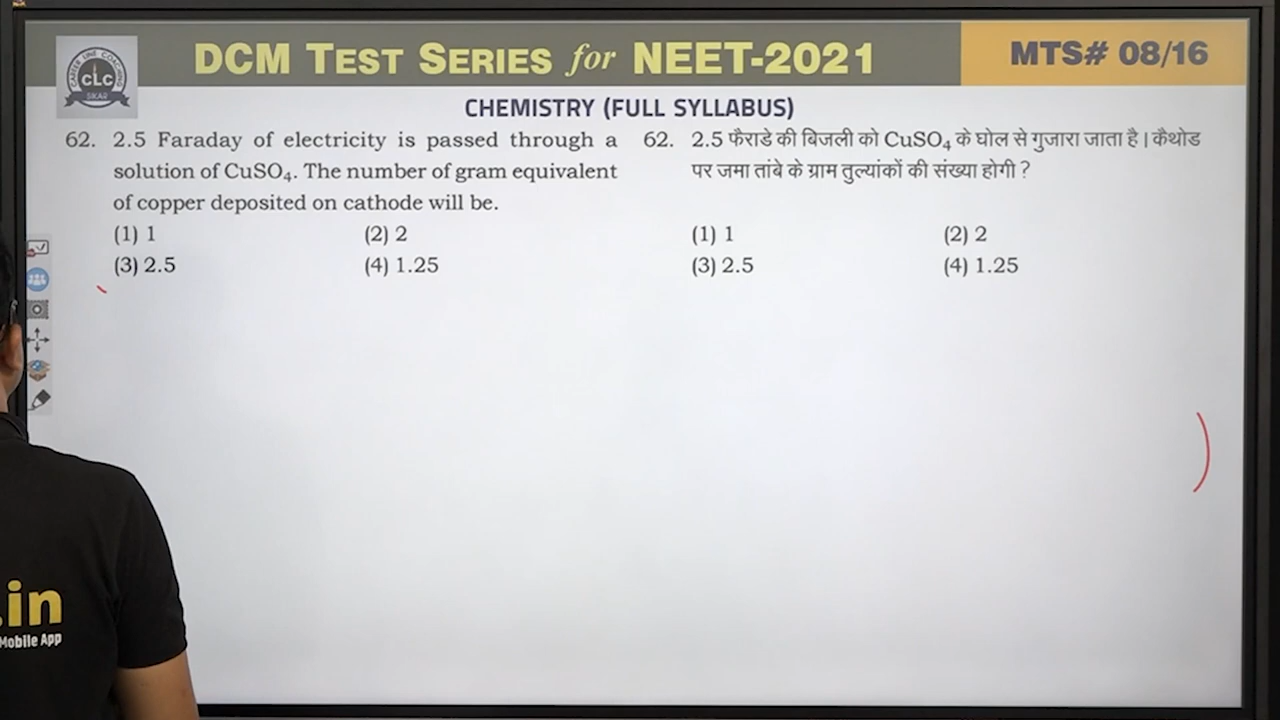 DCM TEST SERIES for NEET-2021
MTS# 08/16
CAREER LINE COACHING
CLC
SIKAR
CHEMISTRY (FULL SYLLABUS)
62. 2.5 Faraday of electricity is passed through a
solution of CuSO₄. The number of gram equivalent
of copper deposited on cathode will be.
(1) 1 (2) 2
(3) 2.5 (4) 1.25
62. 2.5 फैराडे की बिजली को CuSO₄ के घोल से गुजारा जाता है। कैथोड
पर जमा तांबे के ग्राम तुल्यांकों की संख्या होगी ?
(1) 1 (2) 2
(3) 2.5 (4) 1.25
.in
Mobile App